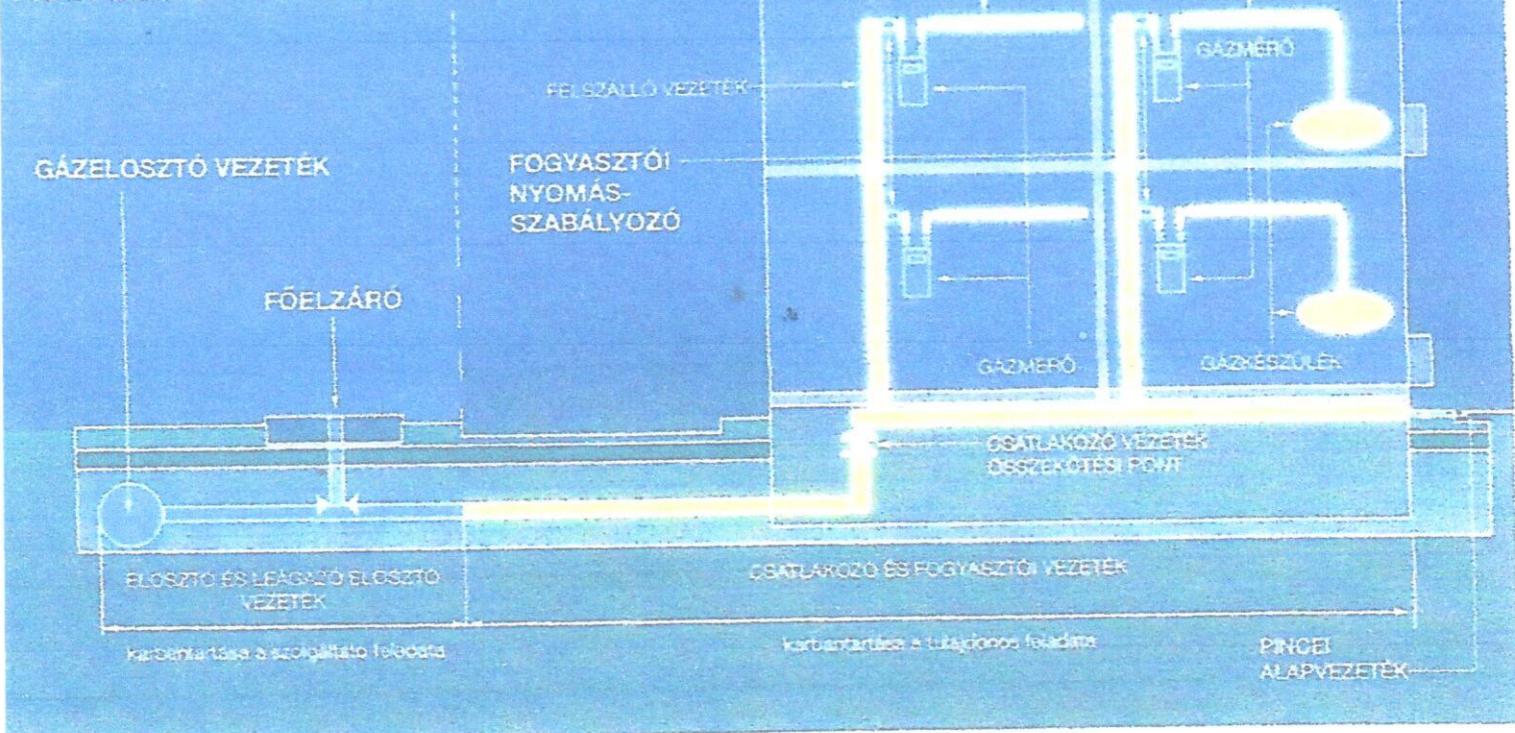 GÁZMÉRŐ
FELSZÁLLÓ VEZETÉK
GÁZELOSZTÓ VEZETÉK
FOGYASZTÓI
NYOMÁS-
SZABÁLYOZÓ
FŐELZÁRÓ
GÁZMÉRŐ
GÁZKÉSZÜLÉK
CSATLAKOZÓ VEZETÉK
ÖSSZEKÖTÉSI PONT
ELOSZTÓ ÉS LEÁGAZÓ ELOSZTÓ
VEZETÉK
CSATLAKOZÓ ÉS FOGYASZTÓI VEZETÉK
karbantartása a szolgáltató feladata
karbantartása a tulajdonos feladata
PINCEI
ALAPVEZETÉK